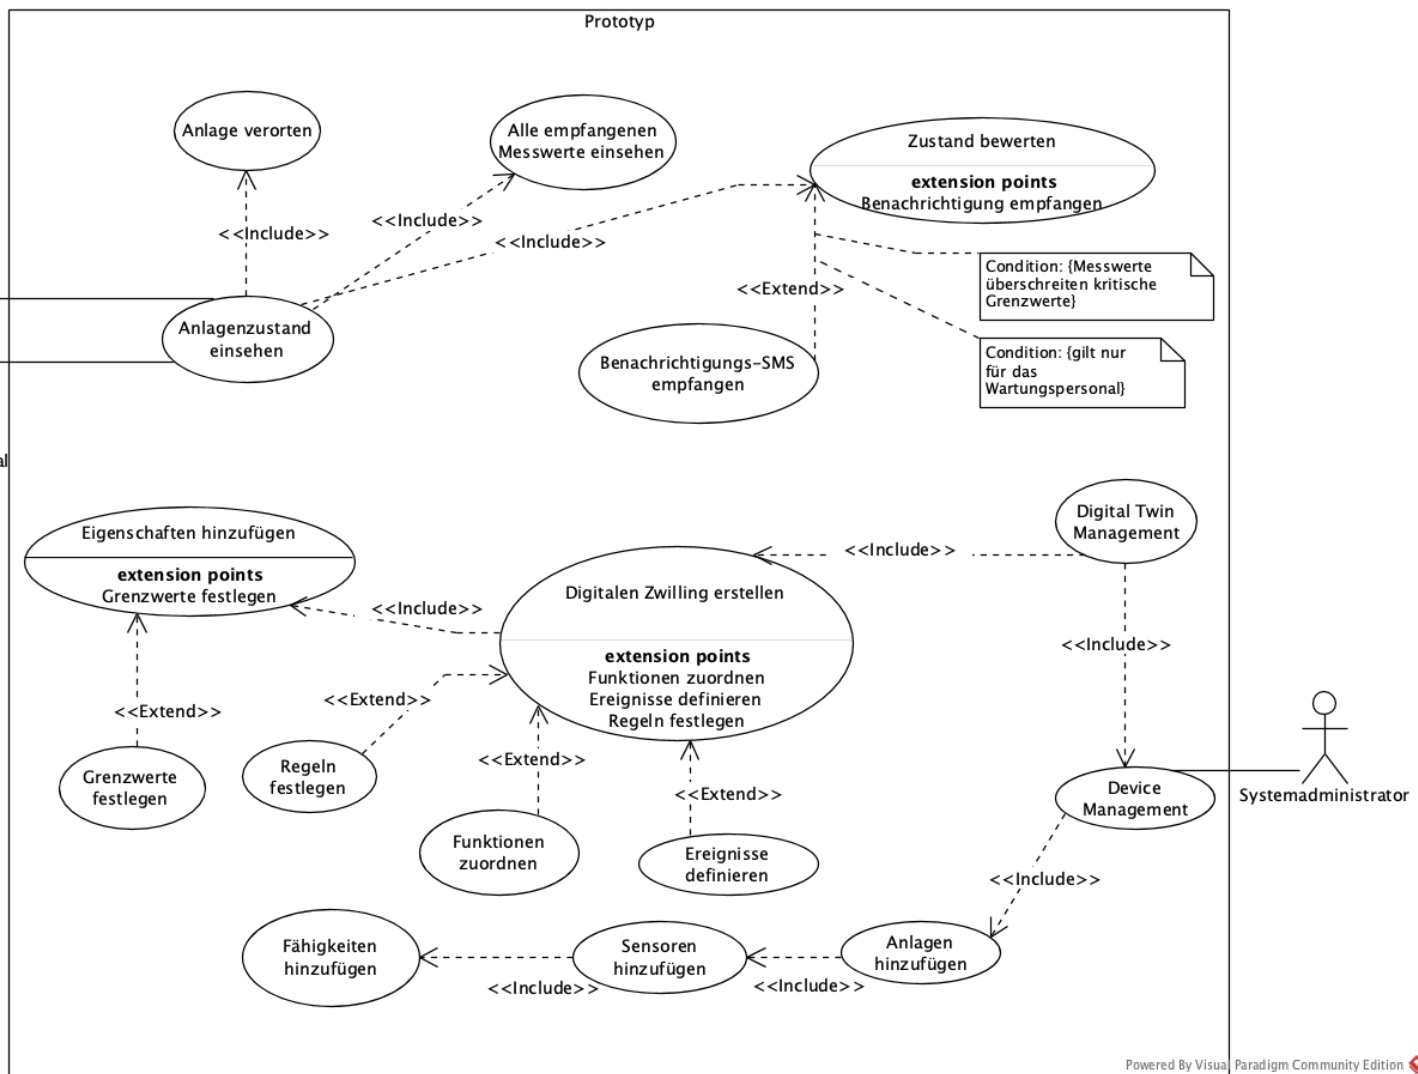 Prototyp
Anlage verorten
Alle empfangenen
Messwerte einsehen
Zustand bewerten
extension points
Benachrichtigung empfangen
<<Include>>
<<Include>>
<<Include>>
Condition: {Messwerte
überschreiten kritische
Grenzwerte}
<<Extend>>
Anlagenzustand
einsehen
Benachrichtigungs-SMS
empfangen
Condition: {gilt nur
für das
Wartungspersonal}
al
Eigenschaften hinzufügen
extension points
Grenzwerte festlegen
Digital Twin
Management
<<Include>>
Digitalen Zwilling erstellen
extension points
Funktionen zuordnen
Ereignisse definieren
Regeln festlegen
<<Include>>
<<Include>>
<<Extend>>
<<Extend>>
<<Extend>>
<<Extend>>
Grenzwerte
festlegen
Regeln
festlegen
Device
Management
Systemadministrator
Funktionen
zuordnen
Ereignisse
definieren
<<Include>>
Fähigkeiten
hinzufügen
Sensoren
hinzufügen
Anlagen
hinzufügen
<<Include>>
<<Include>>
Powered By Visual Paradigm Community Edition